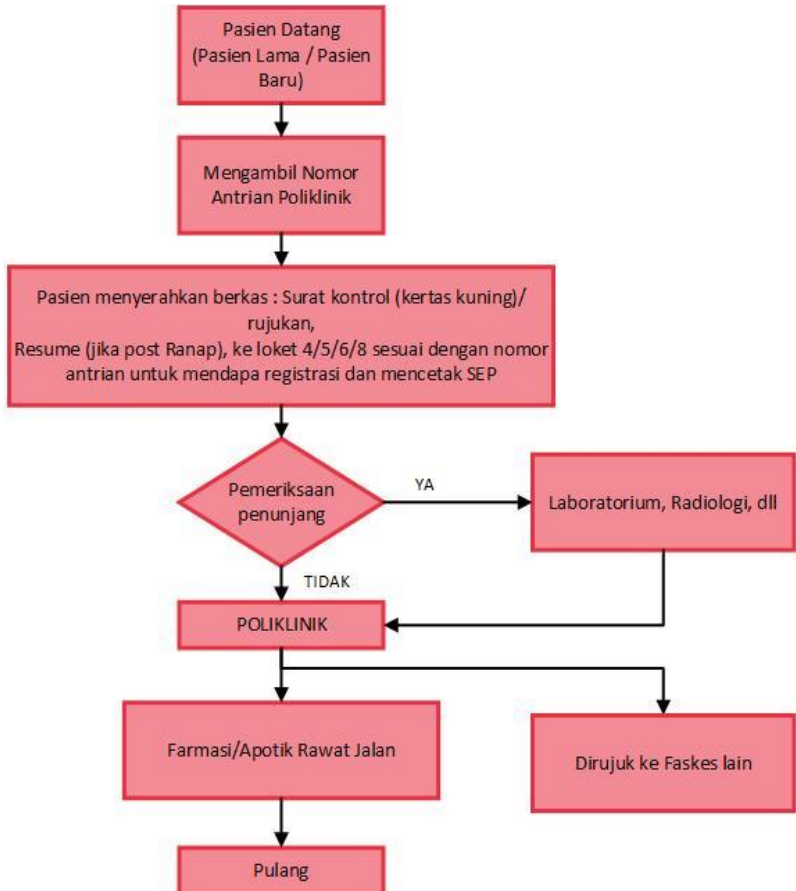 Pasien Datang
(Pasien Lama / Pasien
Baru)
Mengambil Nomor
Antrian Poliklinik
Pasien menyerahkan berkas : Surat kontrol (kertas kuning)/
rujukan,
Resume (jika post Ranap), ke loket 4/5/6/8 sesuai dengan nomor
antrian untuk mendapa registrasi dan mencetak SEP
Pemeriksaan
penunjang
YA
Laboratorium, Radiologi, dll
TIDAK
POLIKLINIK
Farmasi/Apotik Rawat Jalan
Dirujuk ke Faskes lain
Pulang